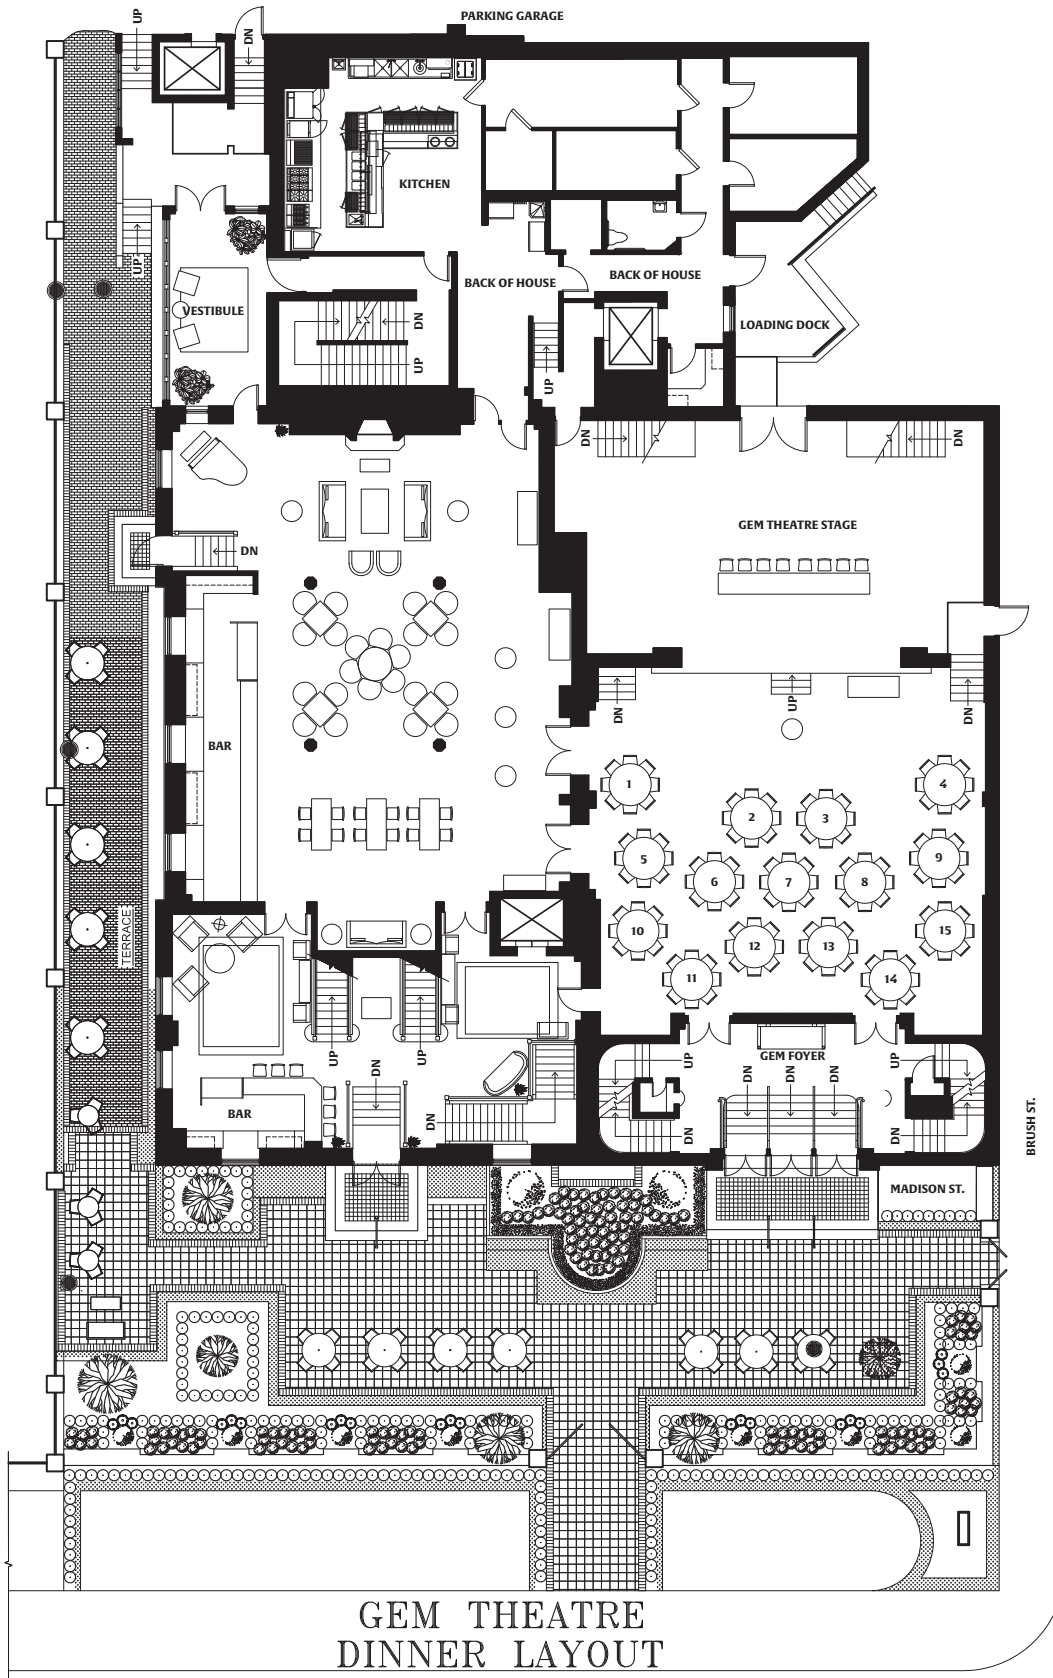 PARKING GARAGE
UP
DN
KITCHEN
UP
BACK OF HOUSE
BACK OF HOUSE
VESTIBULE
DN
LOADING DOCK
UP
UP
DN
DN
GEM THEATRE STAGE
DN
UP
DN
DN
BAR
1
4
2
3
5
9
6
7
8
TERRACE
10
12
13
15
11
14
UP
UP
DN
UP
GEM FOYER
UP
DN
DN
DN
BAR
DN
DN
DN
BRUSH ST.
MADISON ST.
GEM THEATRE
DINNER LAYOUT